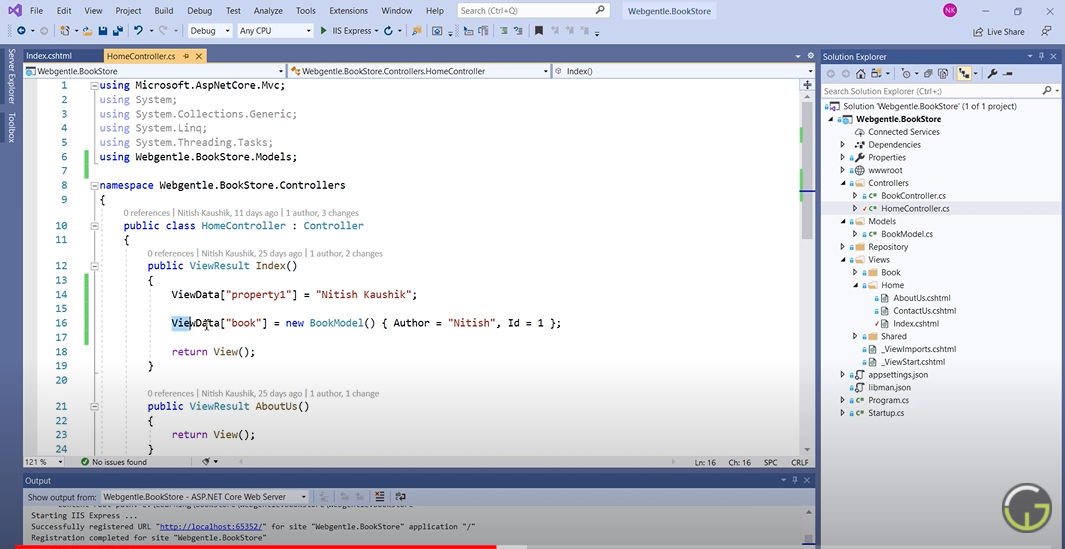 File Edit View Project Build Debug Test Analyze Tools Extensions Window Help Search (Ctrl+Q) Webgentle.BookStore NK
Debug Any CPU IIS Express Live Share
Server Explorer
Toolbox
Index.cshtml HomeController.cs
Webgentle.BookStore Webgentle.BookStore.Controllers.HomeController Index()
1 using Microsoft.AspNetCore.Mvc;
2 using System;
3 using System.Collections.Generic;
4 using System.Linq;
5 using System.Threading.Tasks;
6 using Webgentle.BookStore.Models;
7
8 namespace Webgentle.BookStore.Controllers
9 {
0 references | Nitish Kaushik, 11 days ago | 1 author, 3 changes
10 public class HomeController : Controller
11 {
0 references | Nitish Kaushik, 25 days ago | 1 author, 2 changes
12 public ViewResult Index()
13 {
14 ViewData["property1"] = "Nitish Kaushik";
15
16 ViewData["book"] = new BookModel() { Author = "Nitish", Id = 1 };
17
18 return View();
19 }
20
0 references | Nitish Kaushik, 25 days ago | 1 author, 1 change
21 public ViewResult AboutUs()
22 {
23 return View();
24 }
121 % No issues found Ln: 16 Ch: 16 SPC CRLF
Output
Show output from: Webgentle.BookStore - ASP.NET Core Web Server
Starting IIS Express ...
Successfully registered URL "http://localhost:65352/" for site "Webgentle.BookStore" application "/"
Registration completed for site "Webgentle.BookStore"
Solution Explorer
Search Solution Explorer (Ctrl+;)
Solution 'Webgentle.BookStore' (1 of 1 project)
Webgentle.BookStore
Connected Services
Dependencies
Properties
wwwroot
Controllers
BookController.cs
HomeController.cs
Models
BookModel.cs
Repository
Views
Book
Home
AboutUs.cshtml
ContactUs.cshtml
Index.cshtml
Shared
_ViewImports.cshtml
_ViewStart.cshtml
appsettings.json
libman.json
Program.cs
Startup.cs